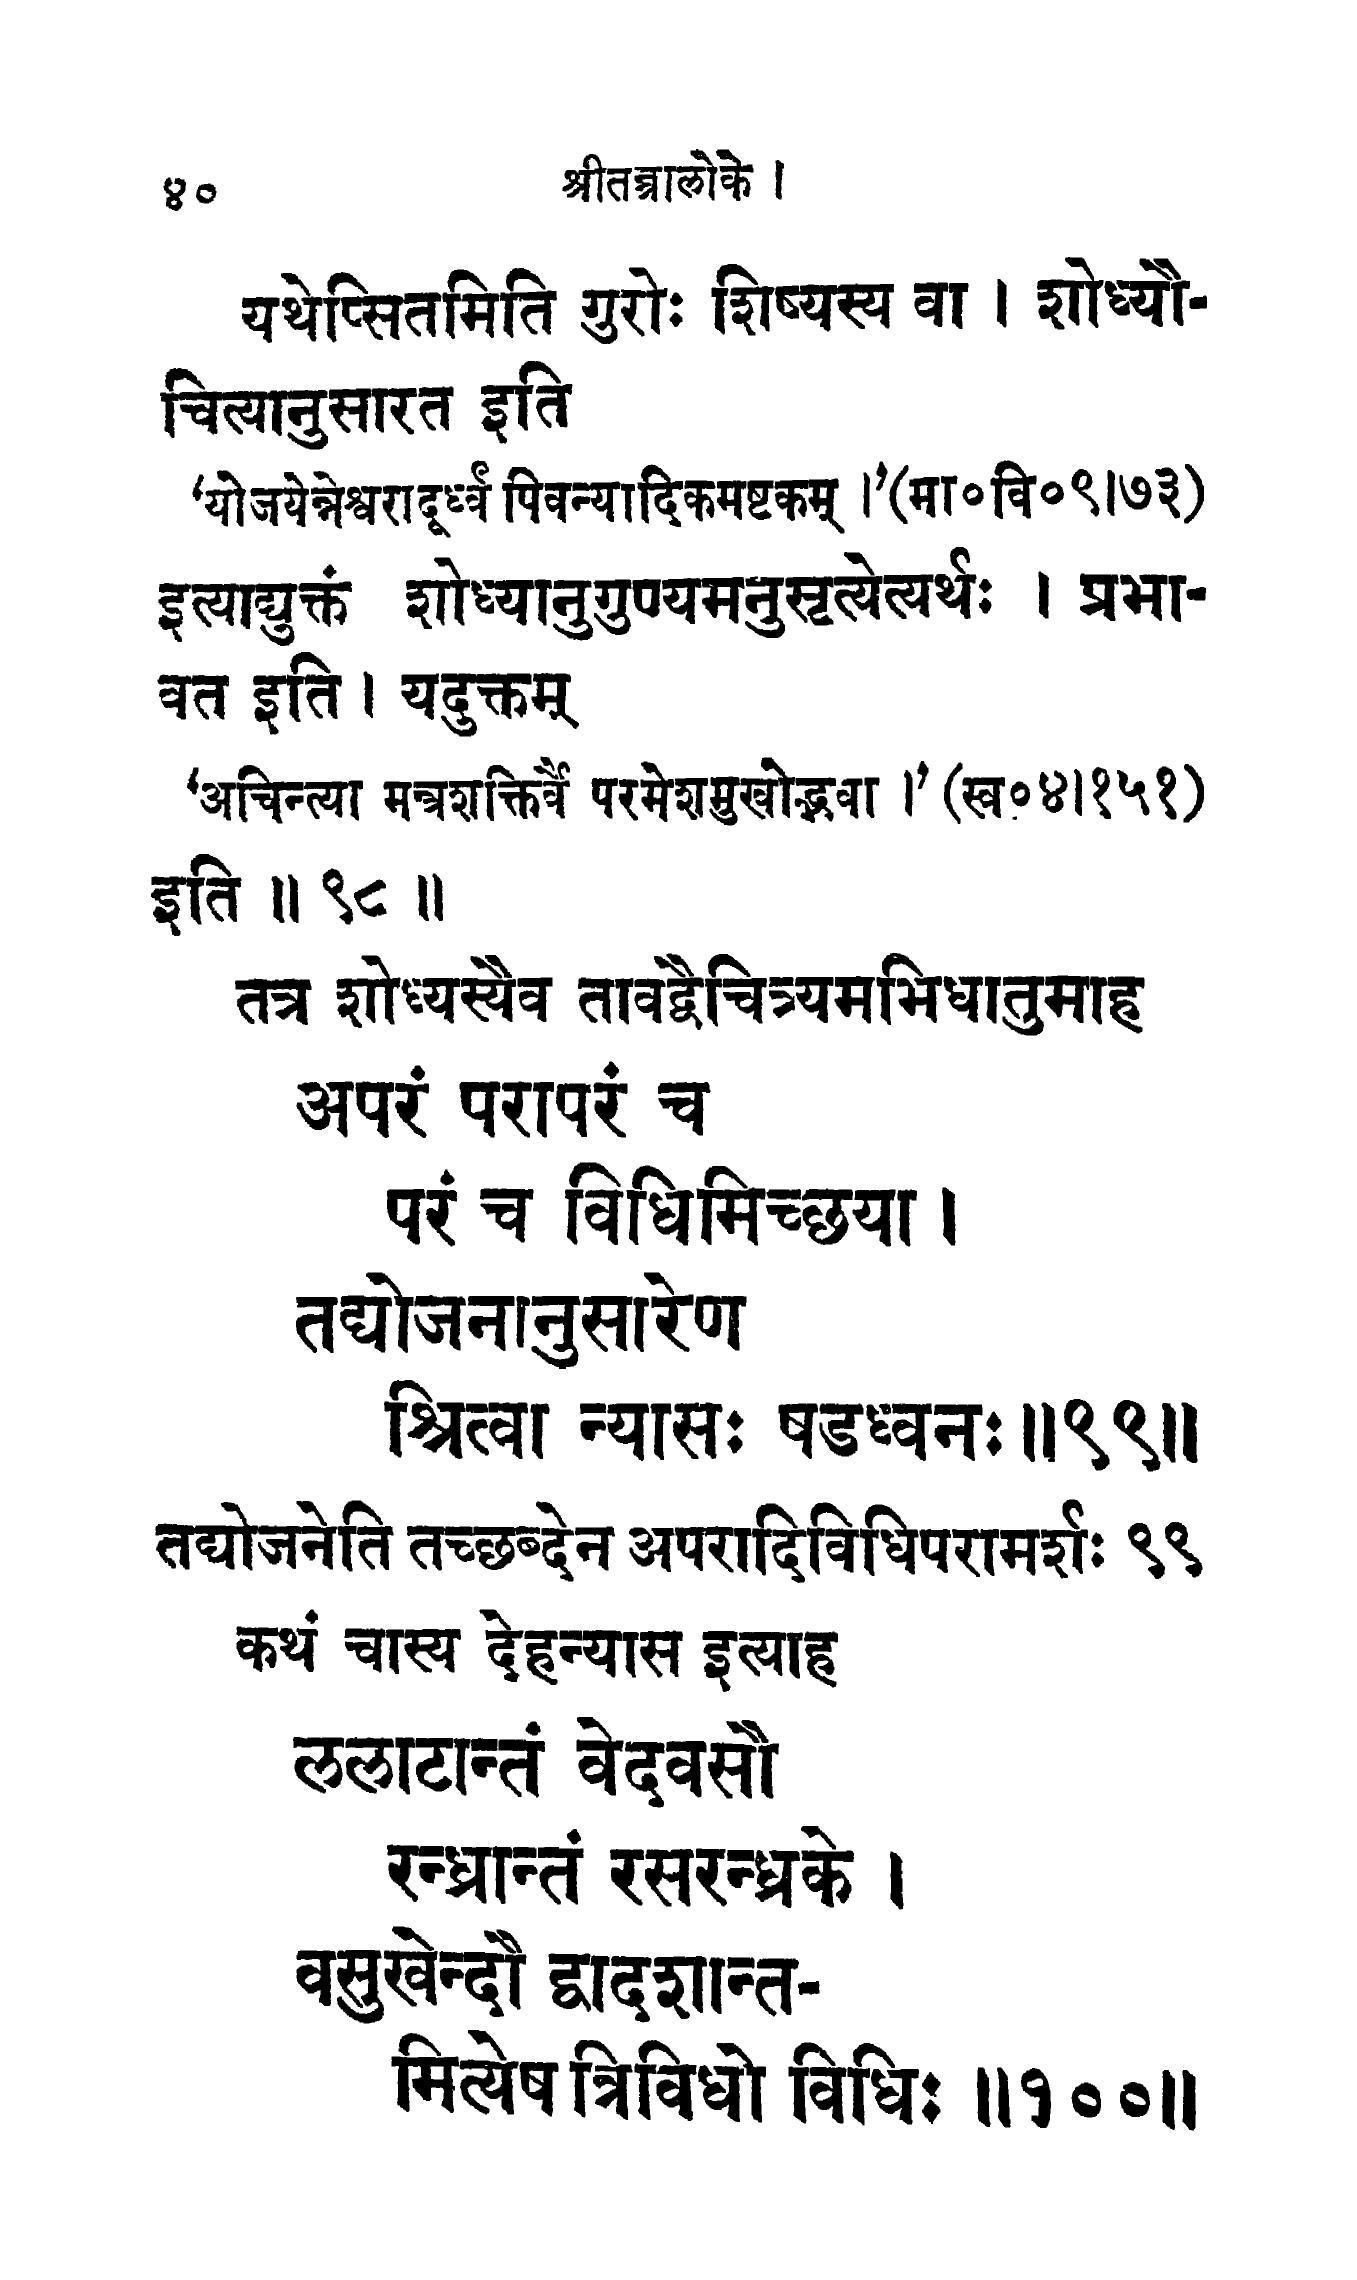 ४०
श्रीतन्त्रालोके ।
यथेप्सितमिति गुरोः शिष्यस्य वा । शोध्यौ-
चित्यानुसारत इति
‘योजयेन्नेश्वरादूर्ध्वं पिवन्यादिकमष्टकम् ।’(मा०वि०९।७३)
इत्याद्युक्तं शोध्यानुगुण्यमनुसृत्येत्यर्थः । प्रभा-
वत इति । यदुक्तम्
‘अचिन्त्या मन्त्रशक्तिर्वै परमेशमुखोद्भवा ।’ (स्व०४।१५१)
इति ॥ ९८ ॥
तत्र शोध्यस्यैव तावद्वैचित्र्यमभिधातुमाह
अपरं परापरं च
परं च विधिमिच्छया ।
तद्योजनानुसारेण
श्रित्वा न्यासः षडध्वनः॥९९॥
तद्योजनेति तच्छब्देन अपरादिविधिपरामर्शः ९९
कथं चास्य देहन्यास इत्याह
ललाटान्तं वेदवसौ
रन्ध्रान्तं रसरन्ध्रके ।
वसुखेन्दौ द्वादशान्त-
मित्येष त्रिविधो विधिः ॥१००॥